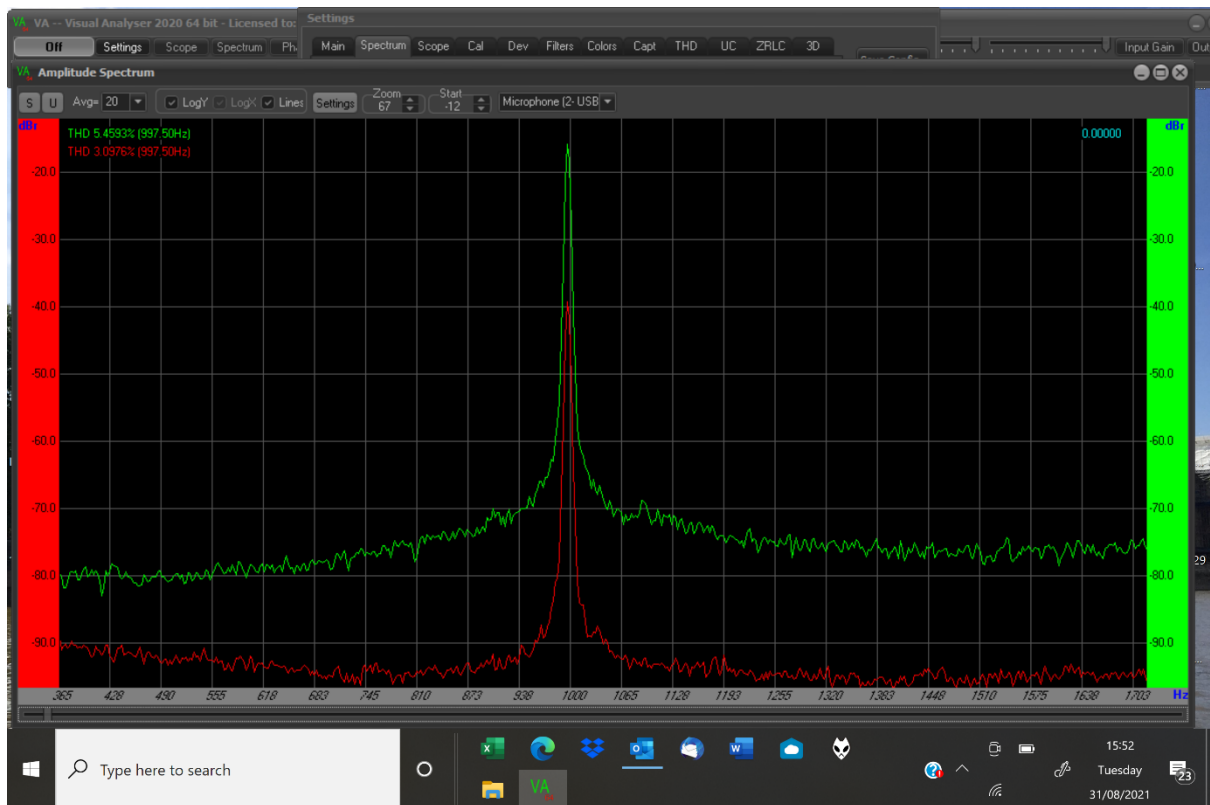 VA -- Visual Analyser 2020 64 bit - Licensed to:
Settings
Off Settings Scope Spectrum
Main Spectrum Scope Cal Dev Filters Colors Capt THD UC ZRLC 3D
Input Gain
Amplitude Spectrum
S U Avg= 20 LogY LogX Lines Settings Zoom 67 Start -12 Microphone (2- USB
dBr dBr
THD 5.4593% (997.50Hz) 0.00000
THD 3.0976% (997.50Hz)
-20.0 -20.0
-30.0 -30.0
-40.0 -40.0
-50.0 -50.0
-60.0 -60.0
-70.0 -70.0
-80.0 -80.0
-90.0 -90.0
365 428 490 555 618 683 745 810 873 938 1000 1065 1128 1193 1255 1320 1383 1448 1510 1575 1638 1703 Hz
29
Type here to search
VA
15:52
Tuesday
31/08/2021
23